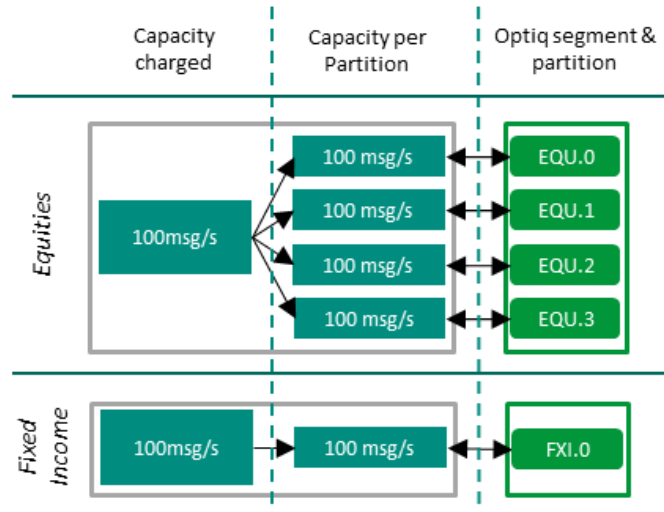 Capacity
charged
Capacity per
Partition
Optiq segment &
partition
Equities
100msg/s
100 msg/s
EQU.0
100 msg/s
EQU.1
100 msg/s
EQU.2
100 msg/s
EQU.3
Fixed
Income
100msg/s
100 msg/s
FXI.0